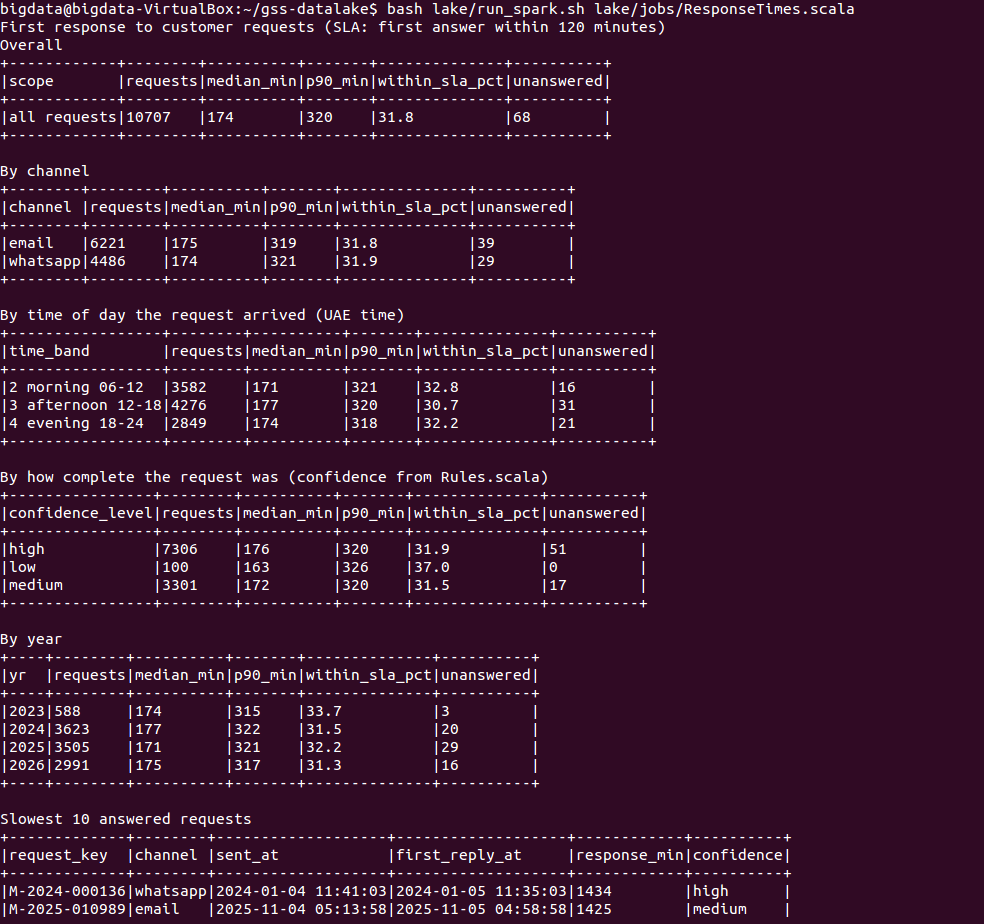 bigdata@bigdata-VirtualBox:~/gss-datalake$ bash lake/run_spark.sh lake/jobs/ResponseTimes.scala
First response to customer requests (SLA: first answer within 120 minutes)
Overall
+------------+--------+----------+-------+--------------+----------+
|scope       |requests|median_min|p90_min|within_sla_pct|unanswered|
+------------+--------+----------+-------+--------------+----------+
|all requests|10707   |174       |320    |31.8          |68        |
+------------+--------+----------+-------+--------------+----------+

By channel
+--------+--------+----------+-------+--------------+----------+
|channel |requests|median_min|p90_min|within_sla_pct|unanswered|
+--------+--------+----------+-------+--------------+----------+
|email   |6221    |175       |319    |31.8          |39        |
|whatsapp|4486    |174       |321    |31.9          |29        |
+--------+--------+----------+-------+--------------+----------+

By time of day the request arrived (UAE time)
+-----------------+--------+----------+-------+--------------+----------+
|time_band        |requests|median_min|p90_min|within_sla_pct|unanswered|
+-----------------+--------+----------+-------+--------------+----------+
|2 morning 06-12  |3582    |171       |321    |32.8          |16        |
|3 afternoon 12-18|4276    |177       |320    |30.7          |31        |
|4 evening 18-24  |2849    |174       |318    |32.2          |21        |
+-----------------+--------+----------+-------+--------------+----------+

By how complete the request was (confidence from Rules.scala)
+----------------+--------+----------+-------+--------------+----------+
|confidence_level|requests|median_min|p90_min|within_sla_pct|unanswered|
+----------------+--------+----------+-------+--------------+----------+
|high            |7306    |176       |320    |31.9          |51        |
|low             |100     |163       |326    |37.0          |0         |
|medium          |3301    |172       |320    |31.5          |17        |
+----------------+--------+----------+-------+--------------+----------+

By year
+----+--------+----------+-------+--------------+----------+
|yr  |requests|median_min|p90_min|within_sla_pct|unanswered|
+----+--------+----------+-------+--------------+----------+
|2023|588     |174       |315    |33.7          |3         |
|2024|3623    |177       |322    |31.5          |20        |
|2025|3505    |171       |321    |32.2          |29        |
|2026|2991    |175       |317    |31.3          |16        |
+----+--------+----------+-------+--------------+----------+

Slowest 10 answered requests
+-------------+--------+-------------------+-------------------+------------+----------+
|request_key  |channel |sent_at            |first_reply_at     |response_min|confidence|
+-------------+--------+-------------------+-------------------+------------+----------+
|M-2024-000136|whatsapp|2024-01-04 11:41:03|2024-01-05 11:35:03|1434        |high      |
|M-2025-010989|email   |2025-11-04 05:13:58|2025-11-05 04:58:58|1425        |medium    |